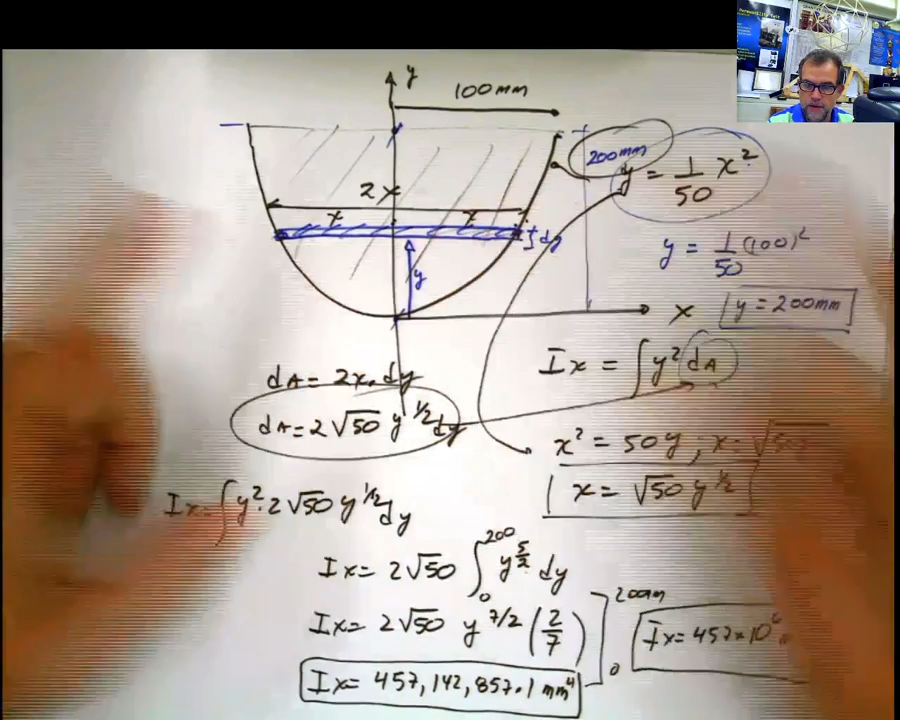 y
100mm
200mm
y = 1/50 x²
2x
x x
dy
y
y = 1/50 (100)²
x
y = 200mm
Ix = ∫ y² dA
dA = 2x. dy
dA = 2√50 y^1/2 dy
x² = 50y ; x =
x = √50 y^1/2
Ix = ∫ y². 2√50 y^1/2 dy
Ix = 2√50 ∫₀²⁰⁰ y^5/2 dy
Ix = 2√50 y^7/2 (2/7) ]₀
Ix = 457×10⁶
Ix = 457,142,857.1 mm⁴